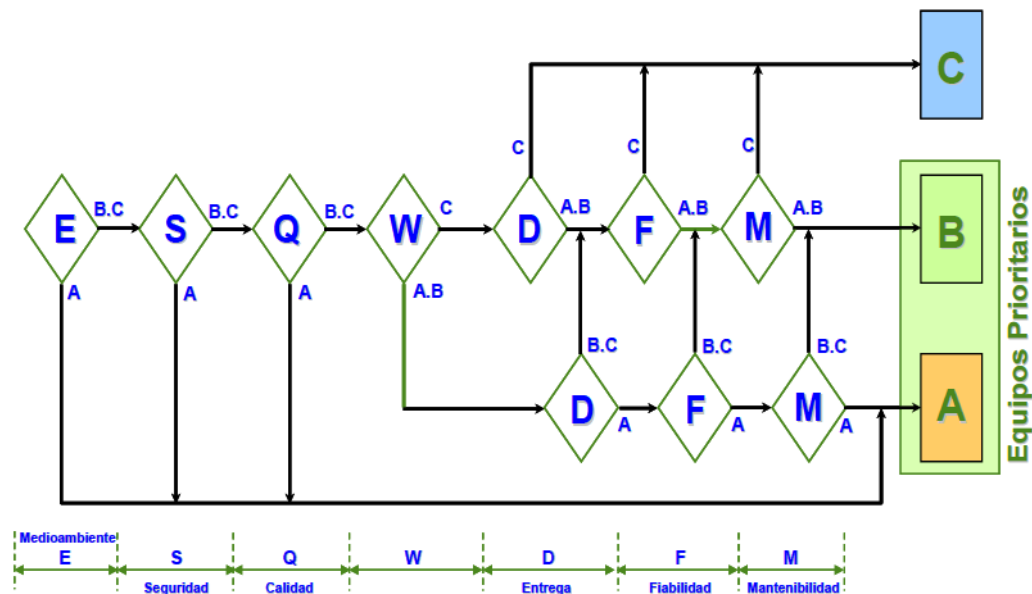 C
C
C
C
E
B.C
S
B.C
Q
B.C
W
C
D
A.B
F
A.B
M
A.B
B
A
A
A
A.B
B.C
B.C
B.C
D
A
F
A
M
A
A
Equipos Prioritarios
Medioambiente
E
S
Q
W
D
F
M
Seguridad
Calidad
Entrega
Fiabilidad
Mantenibilidad